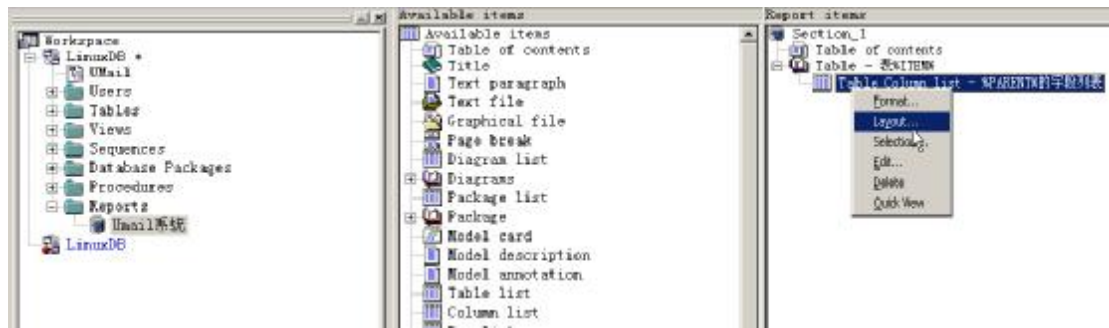 Workspace
LinuxDB *
UMail
Users
Tables
Views
Sequences
Database Packages
Procedures
Reports
Umail系统
LinuxDB
Available items
Available items
Table of contents
Title
Text paragraph
Text file
Graphical file
Page break
Diagram list
Diagrams
Package list
Package
Model card
Model description
Model annotation
Table list
Column list
Report items
Section_1
Table of contents
Table - 表%ITEM%
Table Column list - %PARENT%的字段列表
Format...
Layout...
Selection...
Edit...
Delete
Quick View